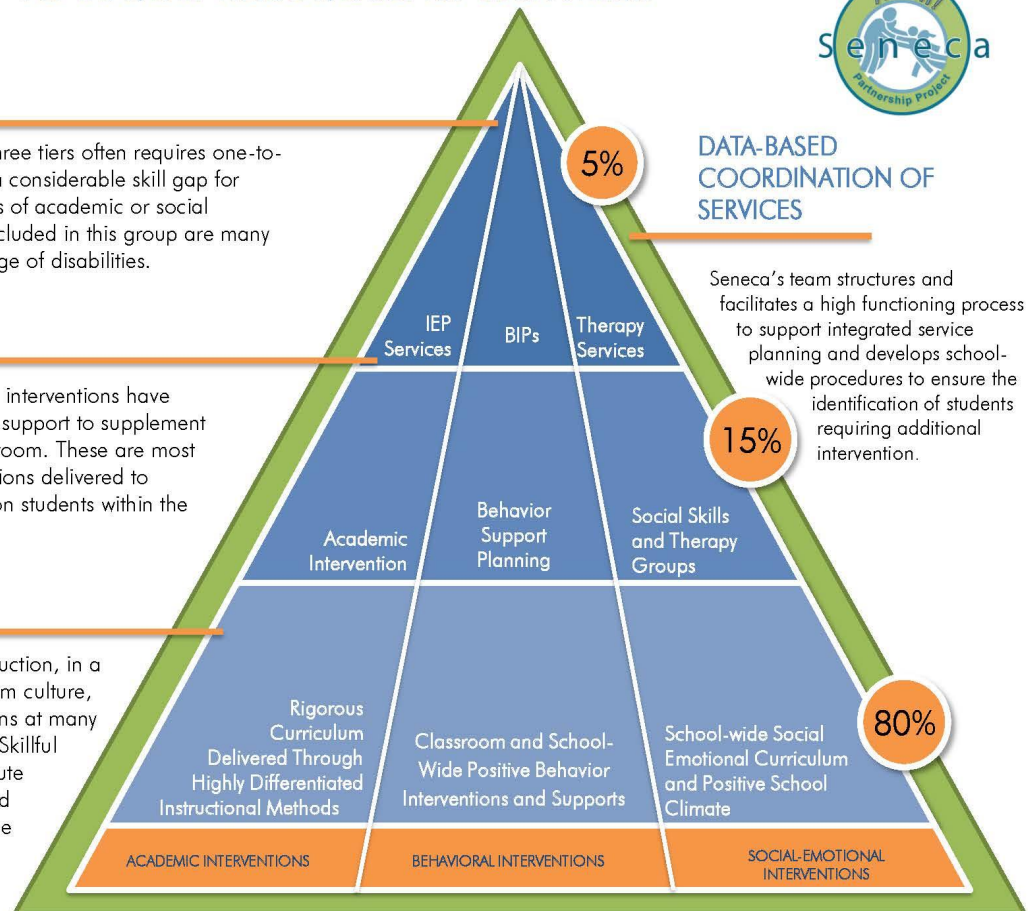 Seneca
Partnership Project
5%
DATA-BASED
COORDINATION OF
SERVICES
hree tiers often requires one-to-
considerable skill gap for
s of academic or social
cluded in this group are many
ge of disabilities.
Seneca's team structures and
facilitates a high functioning process
to support integrated service
planning and develops school-
wide procedures to ensure the
identification of students
requiring additional
intervention.
IEP
Services
BIPs
Therapy
Services
interventions have
support to supplement
room. These are most
ions delivered to
on students within the
15%
Academic
Intervention
Behavior
Support
Planning
Social Skills
and Therapy
Groups
uction, in a
m culture,
ns at many
Skillful
ute
d
e
80%
Rigorous
Curriculum
Delivered Through
Highly Differentiated
Instructional Methods
Classroom and School-
Wide Positive Behavior
Interventions and Supports
School-wide Social
Emotional Curriculum
and Positive School
Climate
ACADEMIC INTERVENTIONS
BEHAVIORAL INTERVENTIONS
SOCIAL-EMOTIONAL
INTERVENTIONS